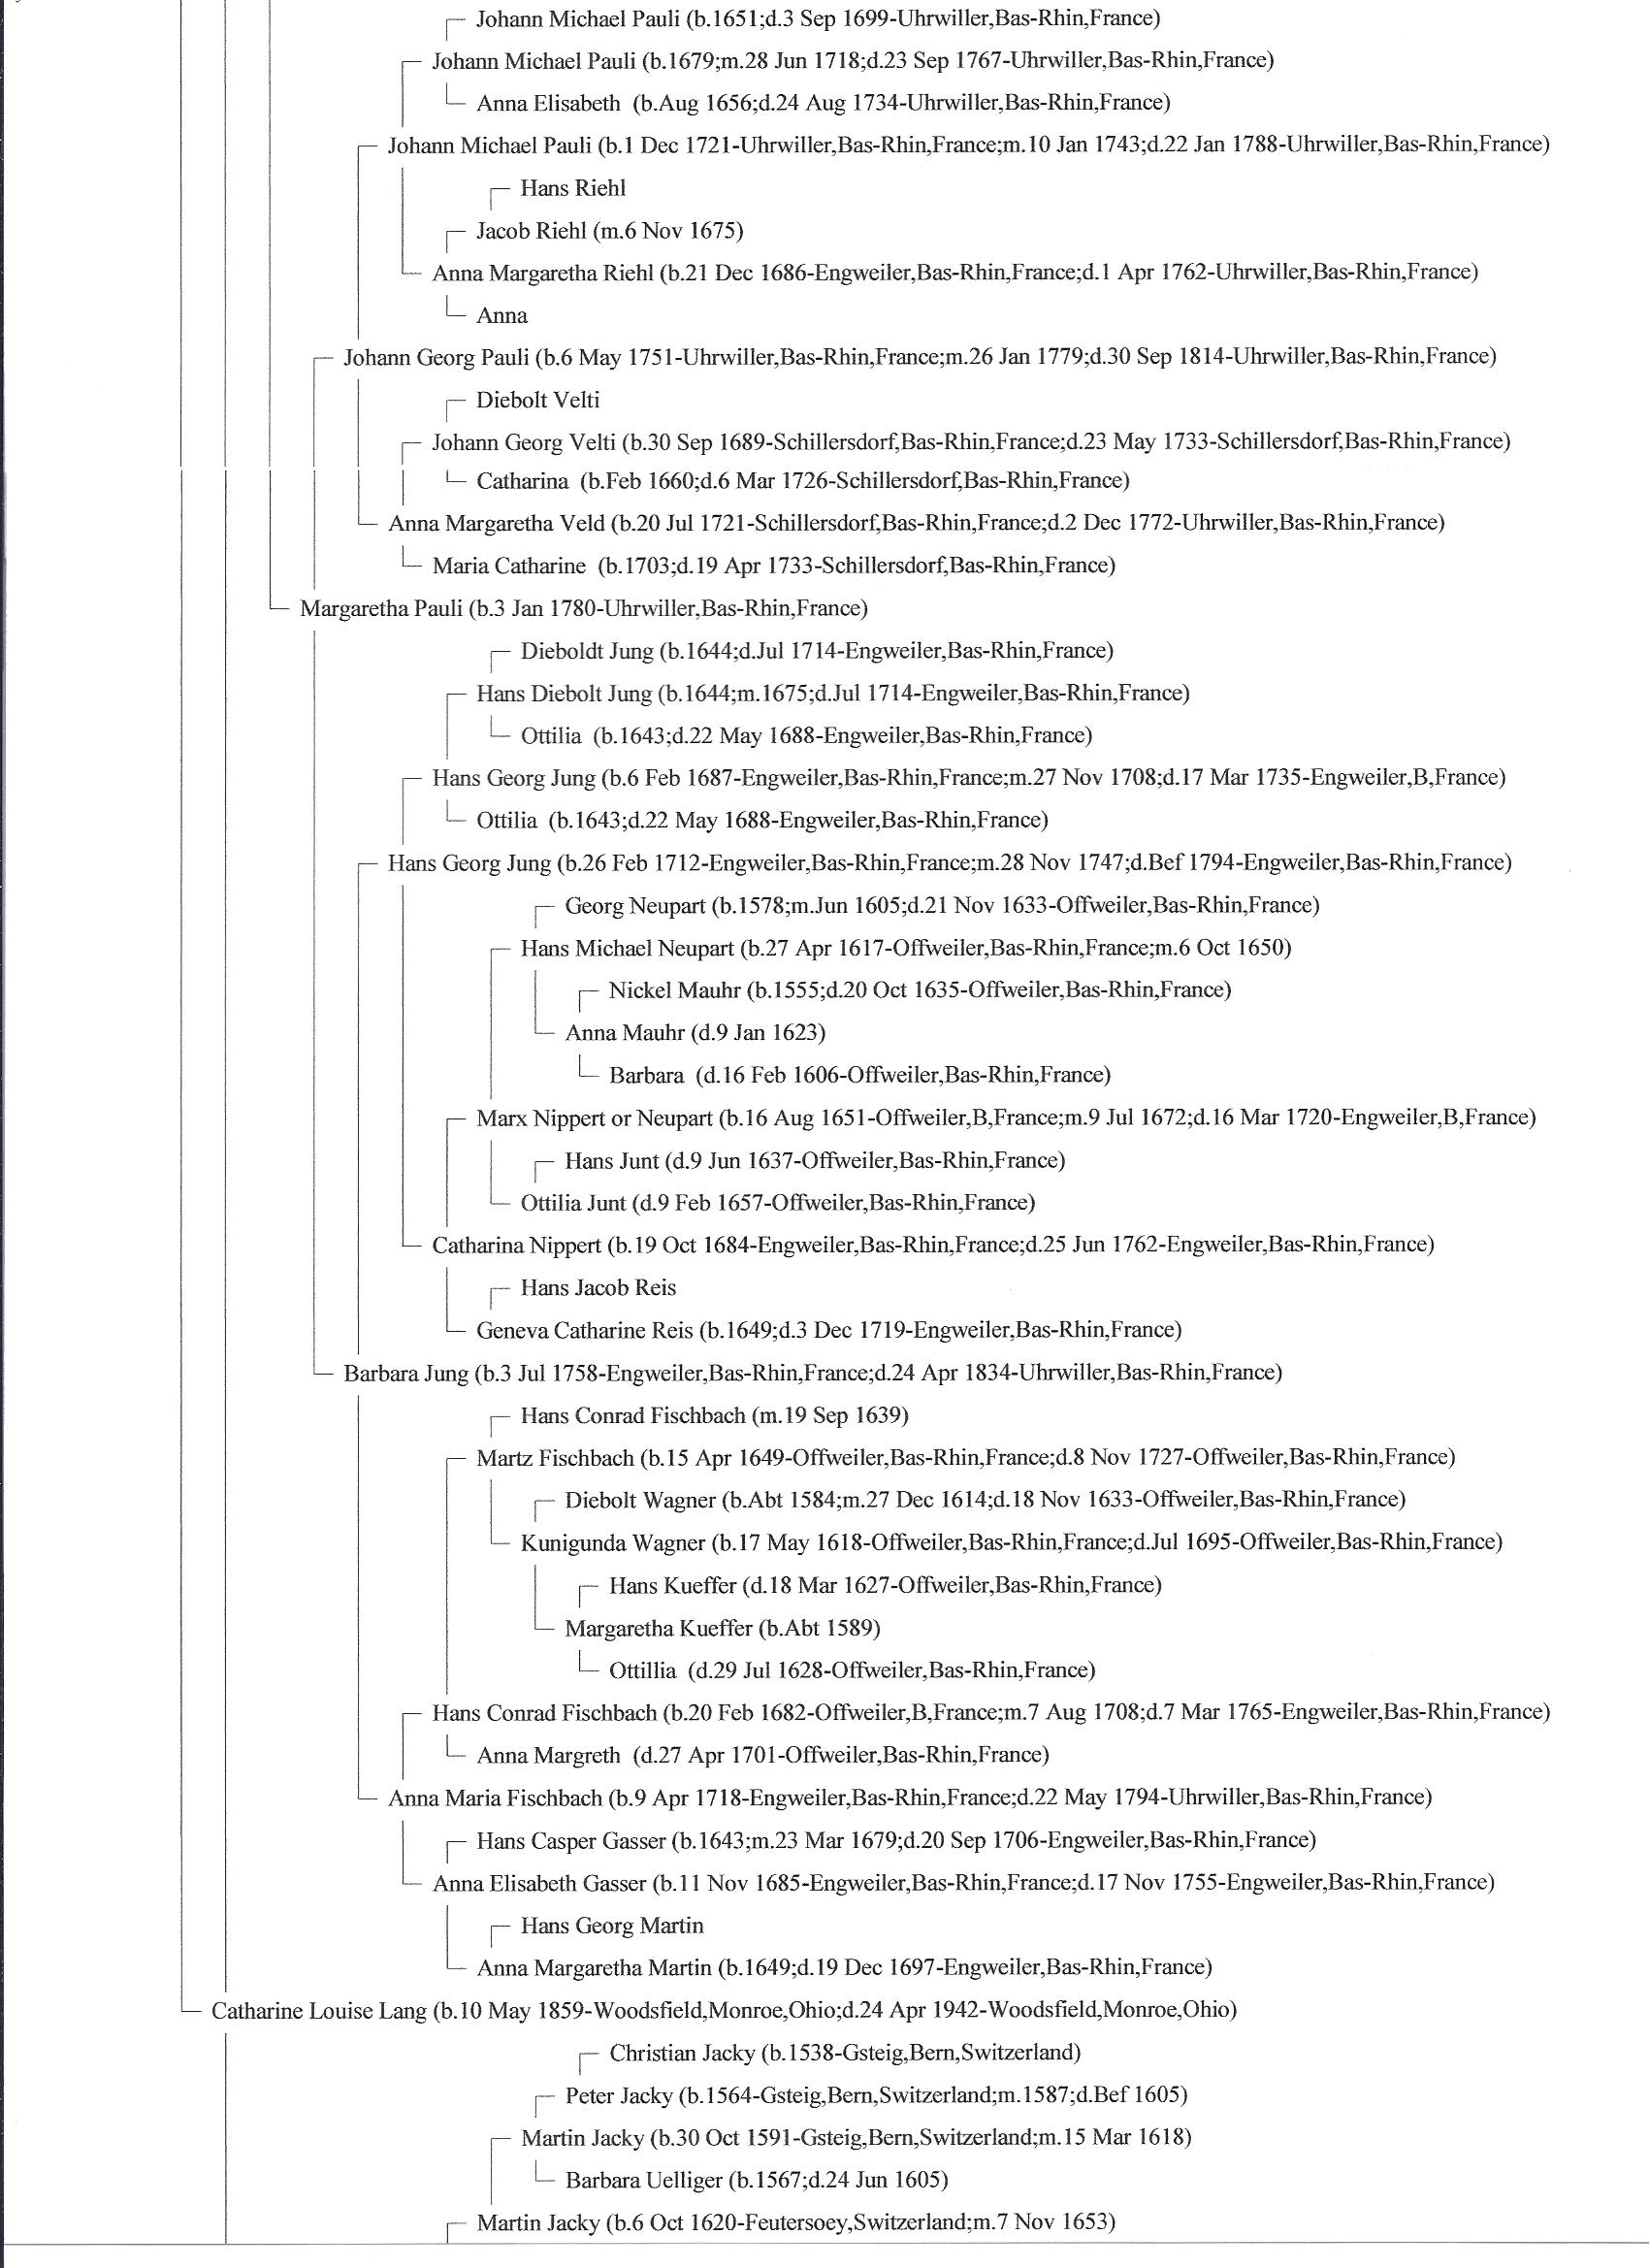 Johann Michael Pauli (b.1651;d.3 Sep 1699-Uhrwiller,Bas-Rhin,France)
Johann Michael Pauli (b.1679;m.28 Jun 1718;d.23 Sep 1767-Uhrwiller,Bas-Rhin,France)
Anna Elisabeth (b.Aug 1656;d.24 Aug 1734-Uhrwiller,Bas-Rhin,France)
Johann Michael Pauli (b.1 Dec 1721-Uhrwiller,Bas-Rhin,France;m.10 Jan 1743;d.22 Jan 1788-Uhrwiller,Bas-Rhin,France)
Hans Riehl
Jacob Riehl (m.6 Nov 1675)
Anna Margaretha Riehl (b.21 Dec 1686-Engweiler,Bas-Rhin,France;d.1 Apr 1762-Uhrwiller,Bas-Rhin,France)
Anna
Johann Georg Pauli (b.6 May 1751-Uhrwiller,Bas-Rhin,France;m.26 Jan 1779;d.30 Sep 1814-Uhrwiller,Bas-Rhin,France)
Diebolt Velti
Johann Georg Velti (b.30 Sep 1689-Schillersdorf,Bas-Rhin,France;d.23 May 1733-Schillersdorf,Bas-Rhin,France)
Catharina (b.Feb 1660;d.6 Mar 1726-Schillersdorf,Bas-Rhin,France)
Anna Margaretha Veld (b.20 Jul 1721-Schillersdorf,Bas-Rhin,France;d.2 Dec 1772-Uhrwiller,Bas-Rhin,France)
Maria Catharine (b.1703;d.19 Apr 1733-Schillersdorf,Bas-Rhin,France)
Margaretha Pauli (b.3 Jan 1780-Uhrwiller,Bas-Rhin,France)
Dieboldt Jung (b.1644;d.Jul 1714-Engweiler,Bas-Rhin,France)
Hans Diebolt Jung (b.1644;m.1675;d.Jul 1714-Engweiler,Bas-Rhin,France)
Ottilia (b.1643;d.22 May 1688-Engweiler,Bas-Rhin,France)
Hans Georg Jung (b.6 Feb 1687-Engweiler,Bas-Rhin,France;m.27 Nov 1708;d.17 Mar 1735-Engweiler,B,France)
Ottilia (b.1643;d.22 May 1688-Engweiler,Bas-Rhin,France)
Hans Georg Jung (b.26 Feb 1712-Engweiler,Bas-Rhin,France;m.28 Nov 1747;d.Bef 1794-Engweiler,Bas-Rhin,France)
Georg Neupart (b.1578;m.Jun 1605;d.21 Nov 1633-Offweiler,Bas-Rhin,France)
Hans Michael Neupart (b.27 Apr 1617-Offweiler,Bas-Rhin,France;m.6 Oct 1650)
Nickel Mauhr (b.1555;d.20 Oct 1635-Offweiler,Bas-Rhin,France)
Anna Mauhr (d.9 Jan 1623)
Barbara (d.16 Feb 1606-Offweiler,Bas-Rhin,France)
Marx Nippert or Neupart (b.16 Aug 1651-Offweiler,B,France;m.9 Jul 1672;d.16 Mar 1720-Engweiler,B,France)
Hans Junt (d.9 Jun 1637-Offweiler,Bas-Rhin,France)
Ottilia Junt (d.9 Feb 1657-Offweiler,Bas-Rhin,France)
Catharina Nippert (b.19 Oct 1684-Engweiler,Bas-Rhin,France;d.25 Jun 1762-Engweiler,Bas-Rhin,France)
Hans Jacob Reis
Geneva Catharine Reis (b.1649;d.3 Dec 1719-Engweiler,Bas-Rhin,France)
Barbara Jung (b.3 Jul 1758-Engweiler,Bas-Rhin,France;d.24 Apr 1834-Uhrwiller,Bas-Rhin,France)
Hans Conrad Fischbach (m.19 Sep 1639)
Martz Fischbach (b.15 Apr 1649-Offweiler,Bas-Rhin,France;d.8 Nov 1727-Offweiler,Bas-Rhin,France)
Diebolt Wagner (b.Abt 1584;m.27 Dec 1614;d.18 Nov 1633-Offweiler,Bas-Rhin,France)
Kunigunda Wagner (b.17 May 1618-Offweiler,Bas-Rhin,France;d.Jul 1695-Offweiler,Bas-Rhin,France)
Hans Kueffer (d.18 Mar 1627-Offweiler,Bas-Rhin,France)
Margaretha Kueffer (b.Abt 1589)
Ottillia (d.29 Jul 1628-Offweiler,Bas-Rhin,France)
Hans Conrad Fischbach (b.20 Feb 1682-Offweiler,B,France;m.7 Aug 1708;d.7 Mar 1765-Engweiler,Bas-Rhin,France)
Anna Margreth (d.27 Apr 1701-Offweiler,Bas-Rhin,France)
Anna Maria Fischbach (b.9 Apr 1718-Engweiler,Bas-Rhin,France;d.22 May 1794-Uhrwiller,Bas-Rhin,France)
Hans Casper Gasser (b.1643;m.23 Mar 1679;d.20 Sep 1706-Engweiler,Bas-Rhin,France)
Anna Elisabeth Gasser (b.11 Nov 1685-Engweiler,Bas-Rhin,France;d.17 Nov 1755-Engweiler,Bas-Rhin,France)
Hans Georg Martin
Anna Margaretha Martin (b.1649;d.19 Dec 1697-Engweiler,Bas-Rhin,France)
Catharine Louise Lang (b.10 May 1859-Woodsfield,Monroe,Ohio;d.24 Apr 1942-Woodsfield,Monroe,Ohio)
Christian Jacky (b.1538-Gsteig,Bern,Switzerland)
Peter Jacky (b.1564-Gsteig,Bern,Switzerland;m.1587;d.Bef 1605)
Martin Jacky (b.30 Oct 1591-Gsteig,Bern,Switzerland;m.15 Mar 1618)
Barbara Uelliger (b.1567;d.24 Jun 1605)
Martin Jacky (b.6 Oct 1620-Feutersoey,Switzerland;m.7 Nov 1653)